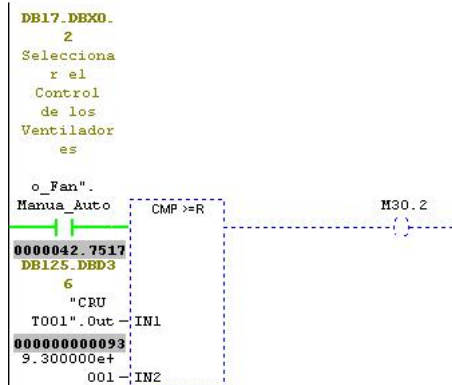 DB17.DBX0.
2
Selecciona
r el
Control
de los
Ventilador
es
o_Fan".
Manua_Auto
CMP >=R
M30.2
0000042.7517
DB125.DBD3
6
"CRU
T001".Out
IN1
000000000093
9.300000e+
001
IN2